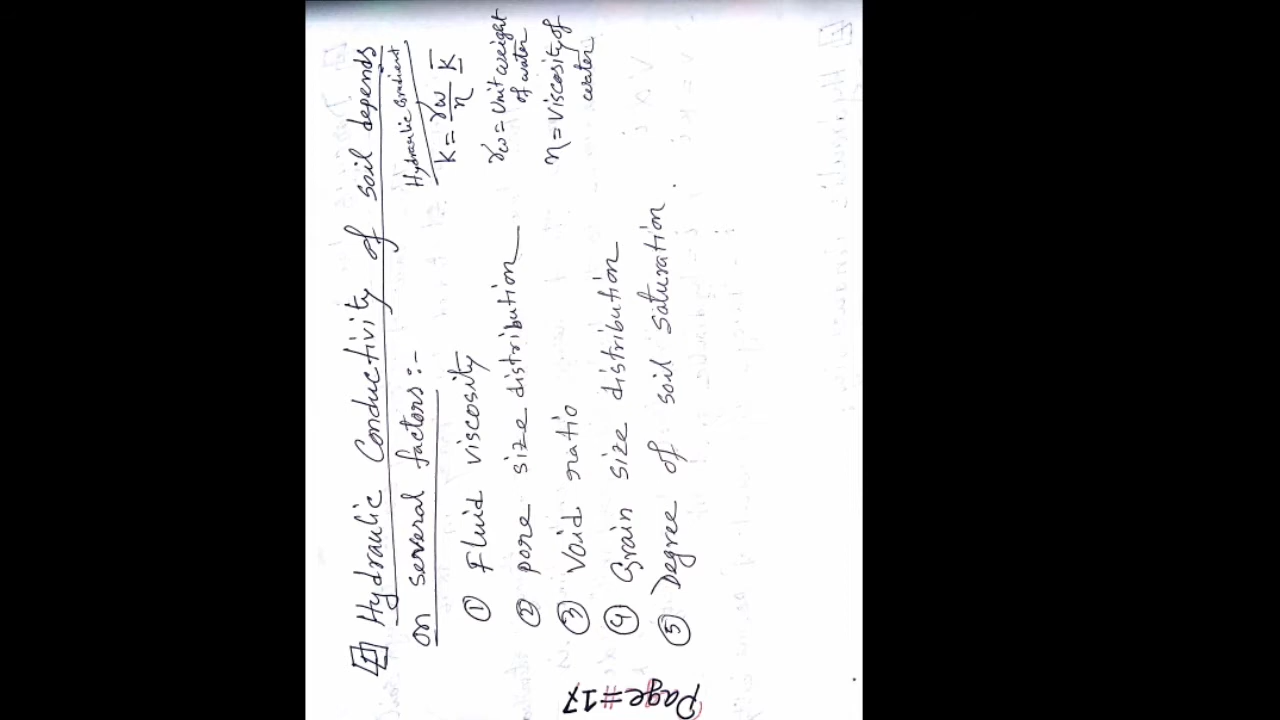 Hydraulic Conductivity of soil depends
on several factors :-
① Fluid viscosity
② pore size distribution
③ Void ratio
④ Grain size distribution
⑤ Degree of soil saturation.
Hydraulic Gradient
K = γw/η K̅
γw = Unit weight
of water
η = Viscosity of
water
Page = #17